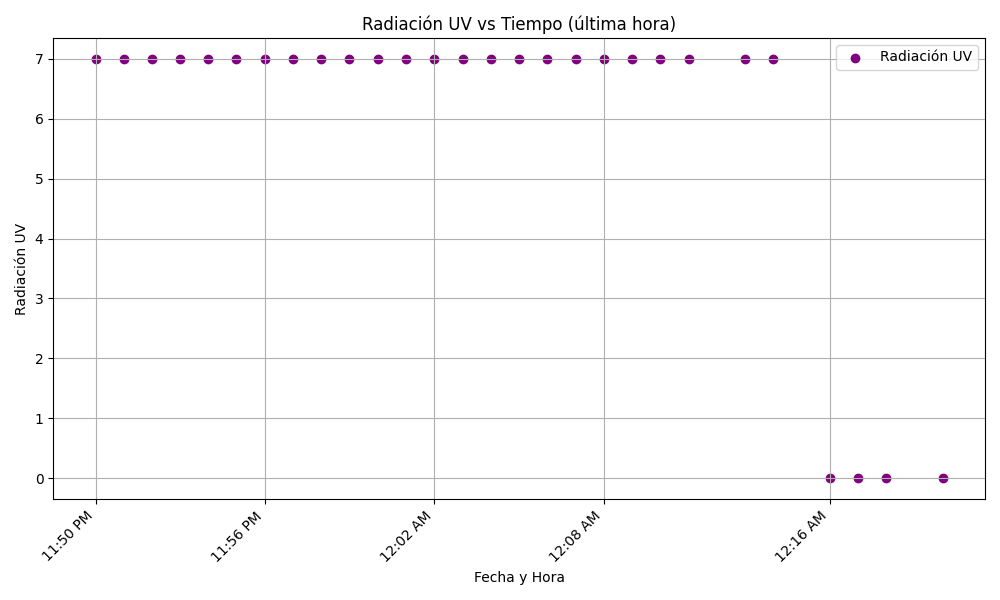 Radiación UV vs Tiempo (última hora)
Radiación UV
7
6
5
4
3
2
1
0
Radiación UV
11:50 PM
11:56 PM
12:02 AM
12:08 AM
12:16 AM
Fecha y Hora